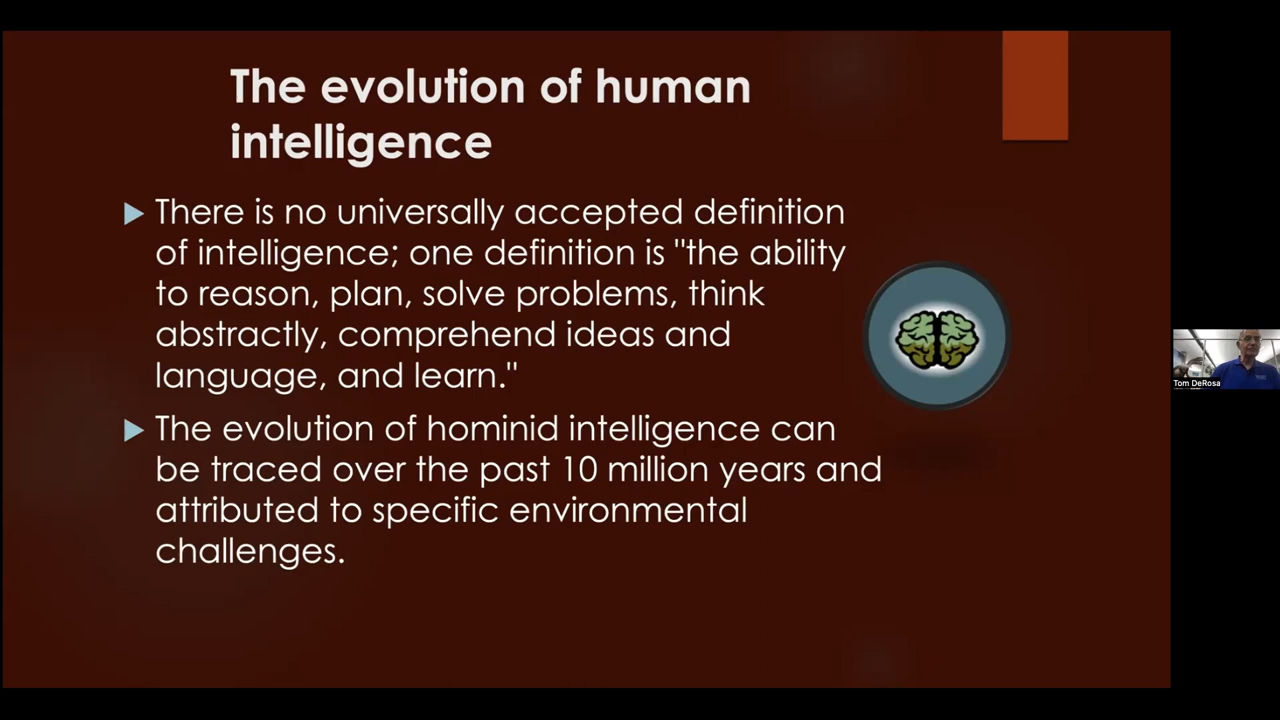 The evolution of human
intelligence
There is no universally accepted definition
of intelligence; one definition is "the ability
to reason, plan, solve problems, think
abstractly, comprehend ideas and
language, and learn."
The evolution of hominid intelligence can
be traced over the past 10 million years and
attributed to specific environmental
challenges.
Tom DeRosa